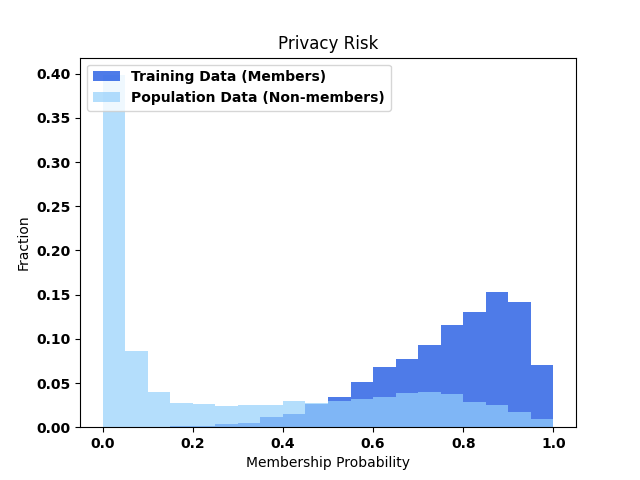 Privacy Risk
Training Data (Members)
Population Data (Non-members)
0.40
0.35
0.30
0.25
0.20
0.15
0.10
0.05
0.00
Fraction
0.0 0.2 0.4 0.6 0.8 1.0
Membership Probability